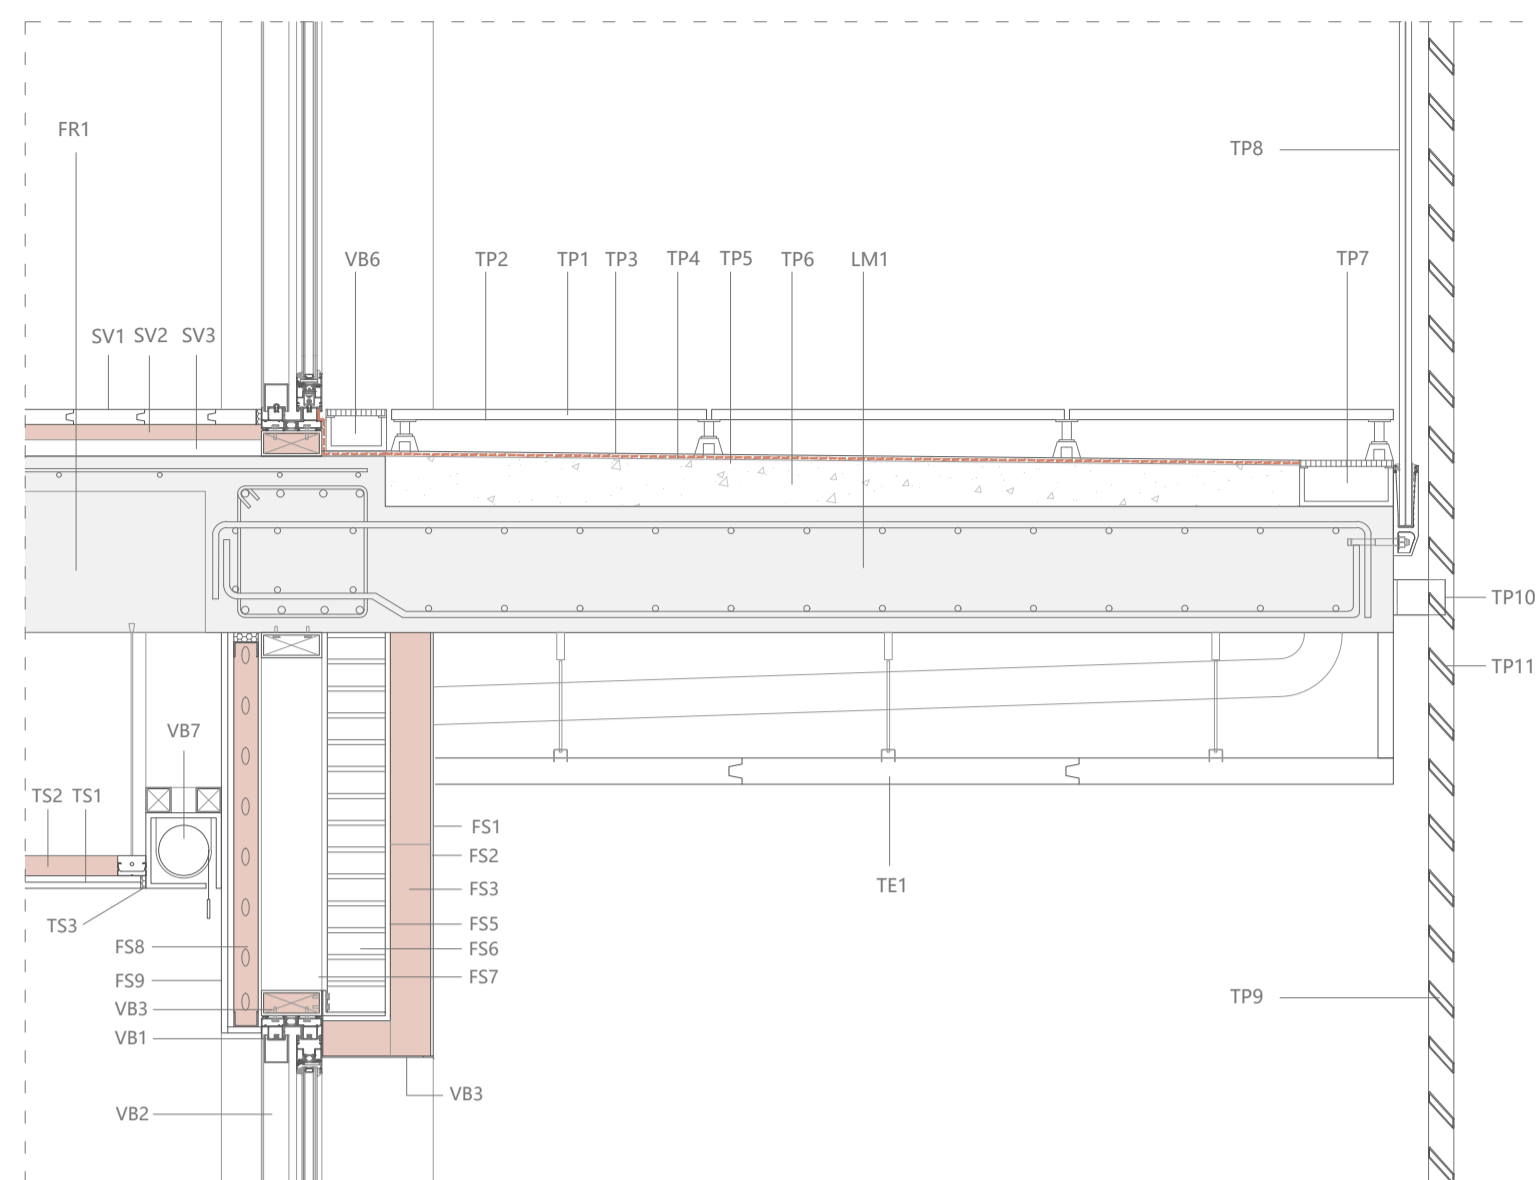 FR1
TP8
VB6
TP2
TP1
TP3
TP4
TP5
TP6
LM1
TP7
SV1
SV2
SV3
TP10
TP11
VB7
TS2
TS1
FS1
FS2
FS3
TE1
TS3
FS5
FS8
FS6
FS7
FS9
TP9
VB3
VB1
VB3
VB2